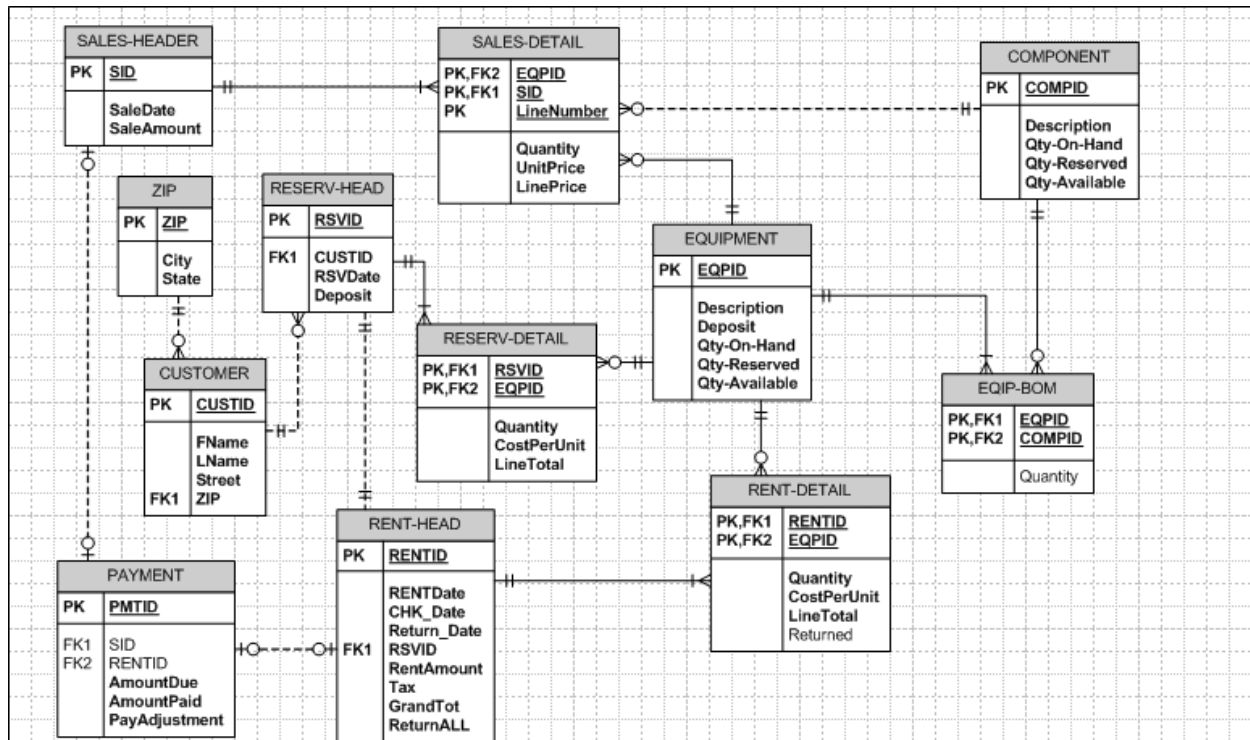 SALES-HEADER
PK SID
SaleDate
SaleAmount
SALES-DETAIL
PK,FK2 EQPID
PK,FK1 SID
PK LineNumber
Quantity
UnitPrice
LinePrice
COMPONENT
PK COMPID
Description
Qty-On-Hand
Qty-Reserved
Qty-Available
ZIP
PK ZIP
City
State
RESERV-HEAD
PK RSVID
FK1 CUSTID
RSVDate
Deposit
EQUIPMENT
PK EQPID
Description
Deposit
Qty-On-Hand
Qty-Reserved
Qty-Available
RESERV-DETAIL
PK,FK1 RSVID
PK,FK2 EQPID
Quantity
CostPerUnit
LineTotal
CUSTOMER
PK CUSTID
FName
LName
Street
FK1 ZIP
EQIP-BOM
PK,FK1 EQPID
PK,FK2 COMPID
Quantity
RENT-DETAIL
PK,FK1 RENTID
PK,FK2 EQPID
Quantity
CostPerUnit
LineTotal
Returned
RENT-HEAD
PK RENTID
RENTDate
CHK_Date
Return_Date
FK1 RSVID
RentAmount
Tax
GrandTot
ReturnALL
PAYMENT
PK PMTID
FK1 SID
FK2 RENTID
AmountDue
AmountPaid
PayAdjustment